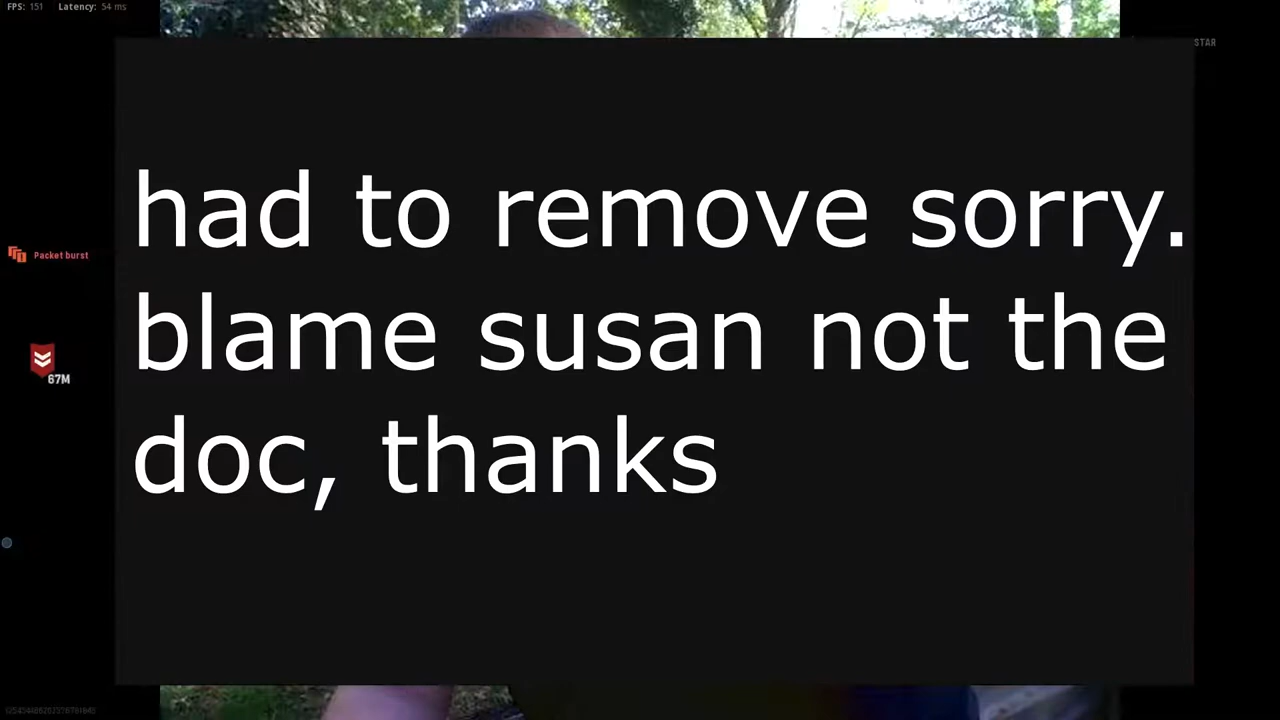 FPS: 151 Latency: 54 ms
STAR
had to remove sorry.
Packet burst
blame susan not the
67M
doc, thanks